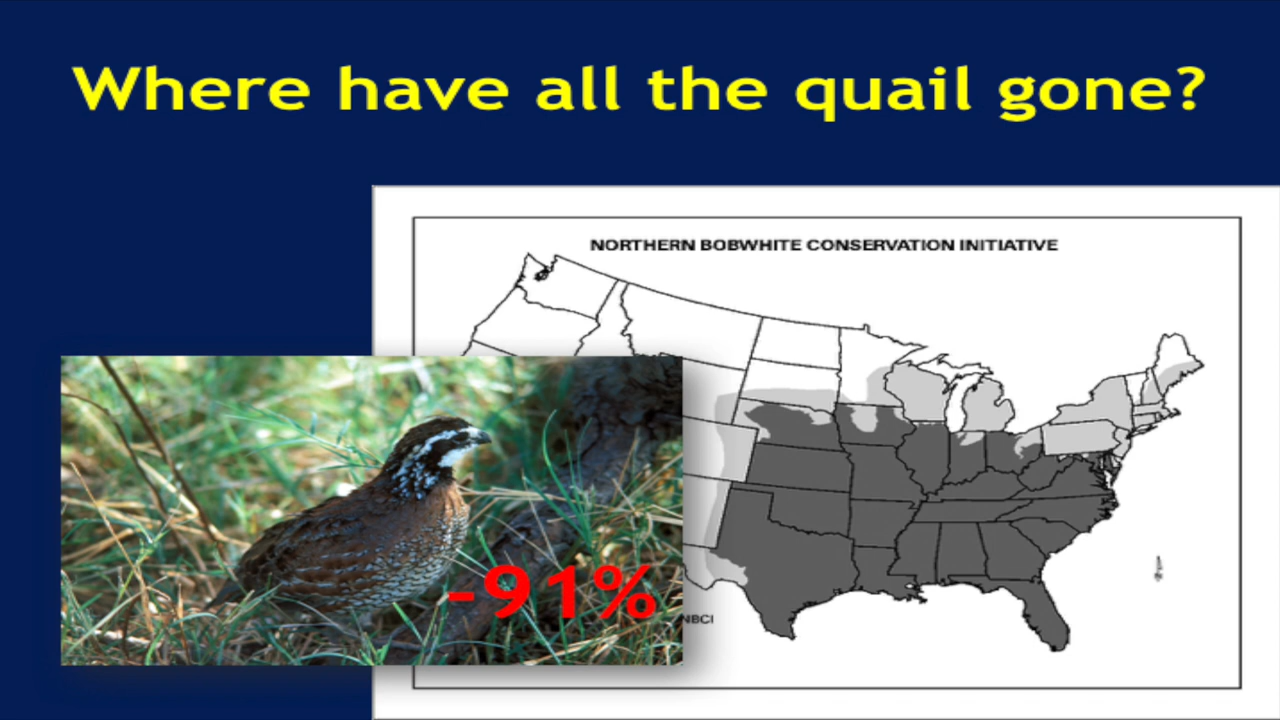 Where have all the quail gone?
NORTHERN BOBWHITE CONSERVATION INITIATIVE
-91%
NBCI